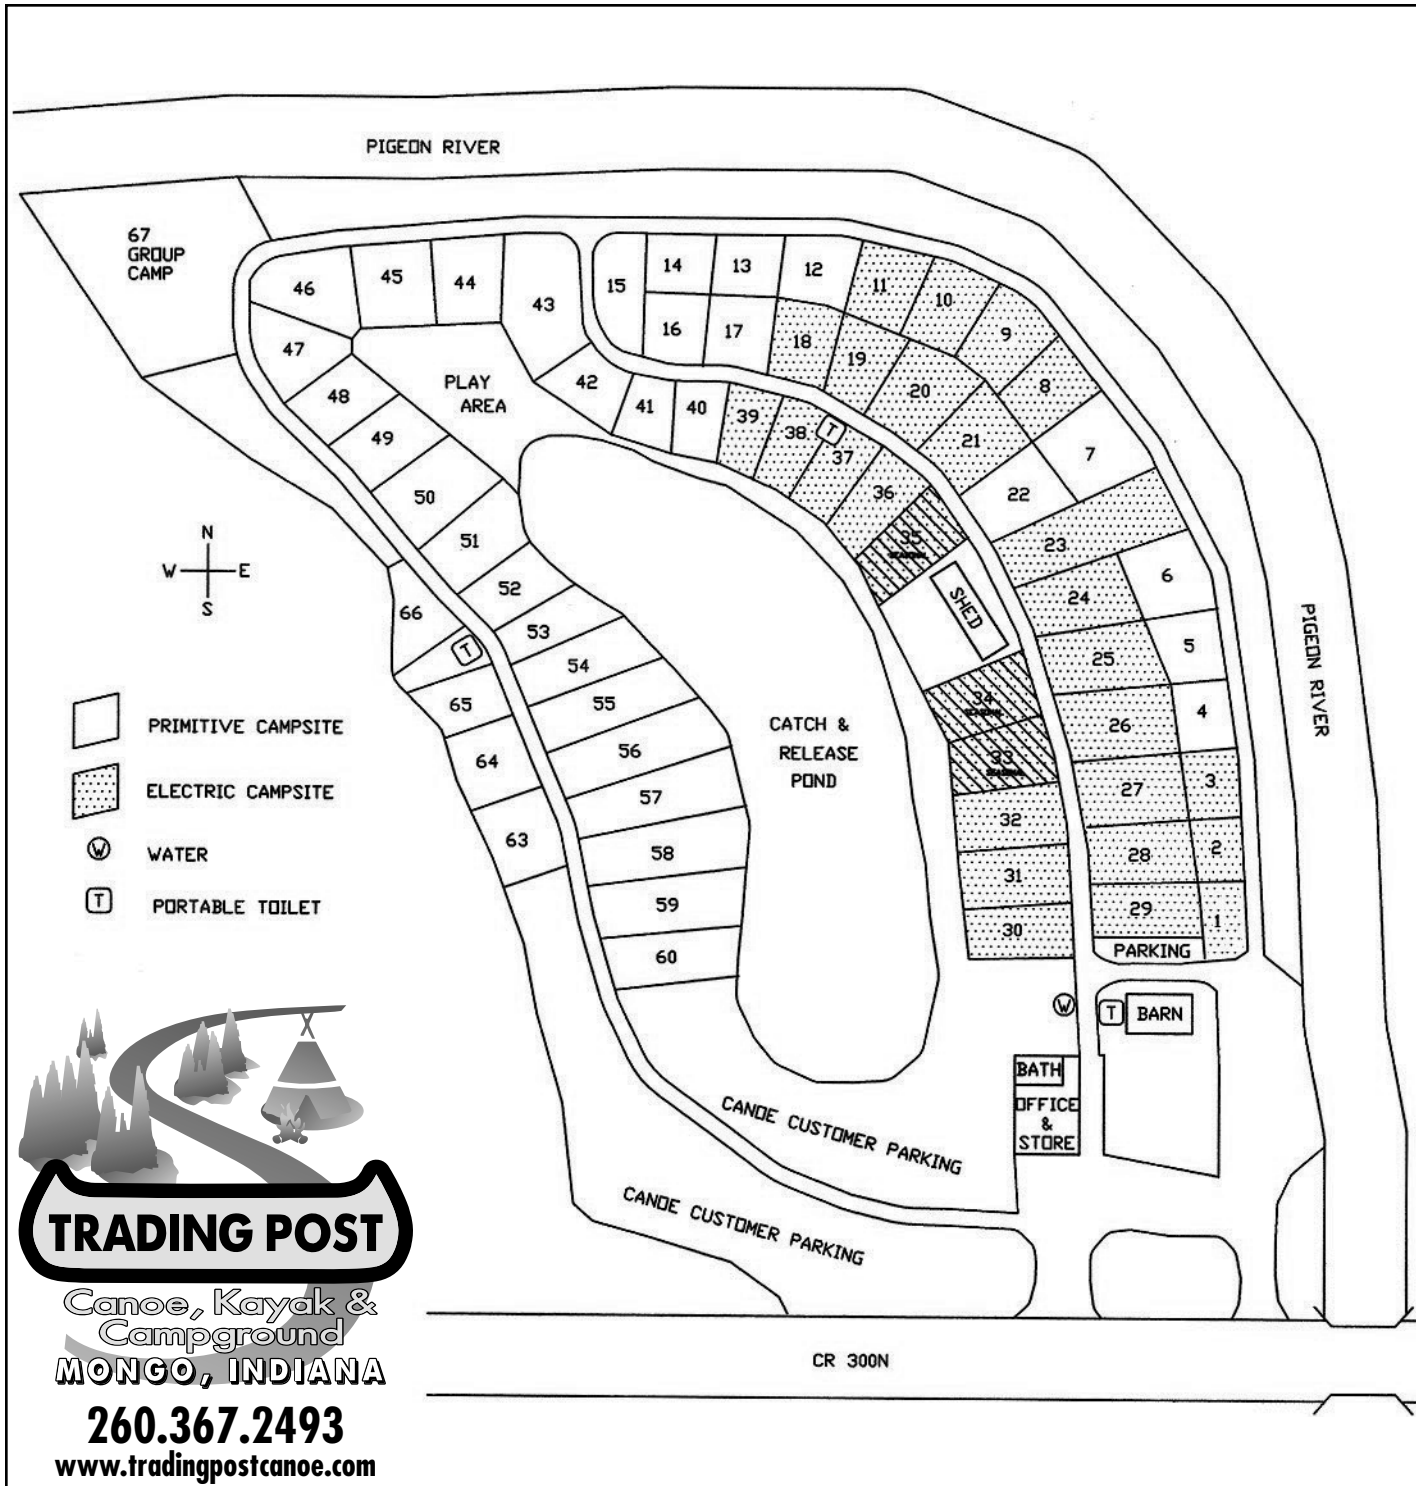 PIGEON RIVER
67
GROUP
CAMP
46
45
44
43
15
14
13
12
11
10
9
8
7
47
48
49
50
51
52
53
54
55
56
57
58
59
60
PLAY
AREA
42
41
40
39
38
T
37
36
35
SEASONAL
16
17
18
19
20
21
22
23
24
25
26
27
28
29
PARKING
6
5
4
3
2
1
SHED
34
SEASONAL
33
SEASONAL
32
31
30
PIGEON RIVER
N
W
E
S
66
T
65
64
63
CATCH &
RELEASE
POND
PRIMITIVE CAMPSITE
ELECTRIC CAMPSITE
W
WATER
T
PORTABLE TOILET
W
T
BARN
BATH
OFFICE
&
STORE
CANOE CUSTOMER PARKING
CANOE CUSTOMER PARKING
CR 300N
TRADING POST
Canoe, Kayak &
Campground
MONGO, INDIANA
260.367.2493
www.tradingpostcanoe.com